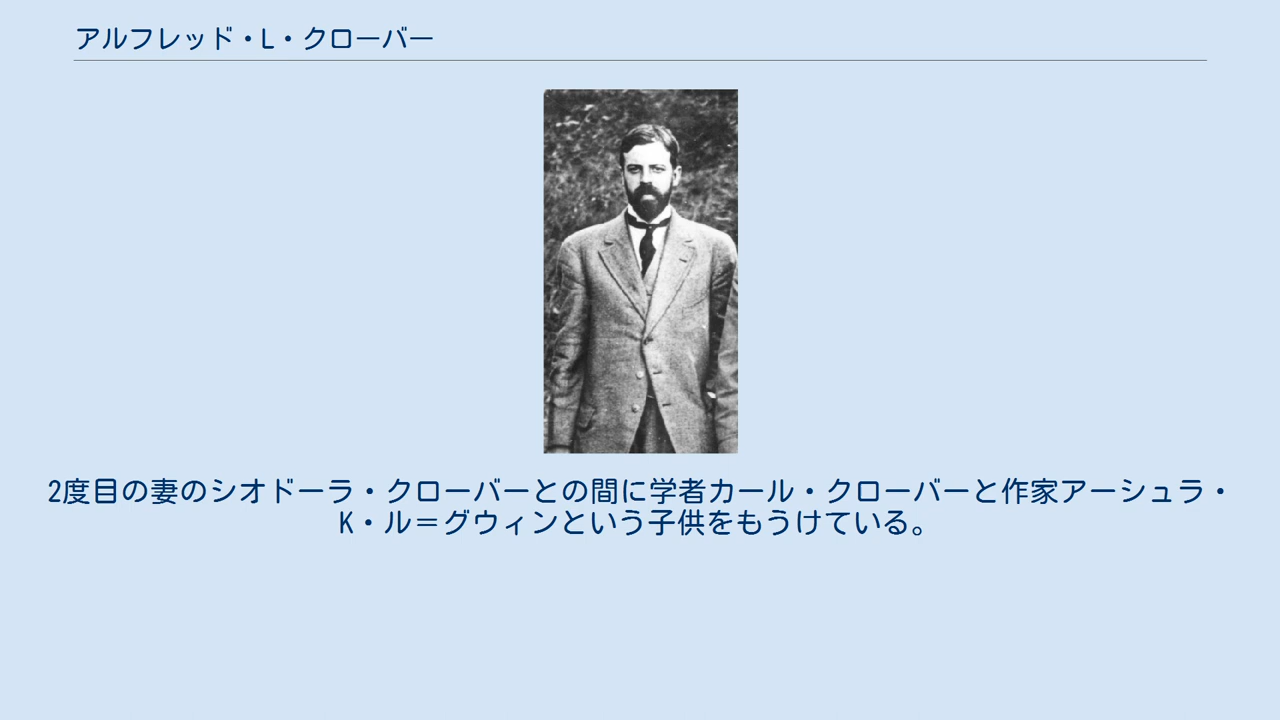 アルフレッド・L・クローバー
2度目の妻のシオドーラ・クローバーとの間に学者カール・クローバーと作家アーシュラ・
K・ル＝グウィンという子供をもうけている。